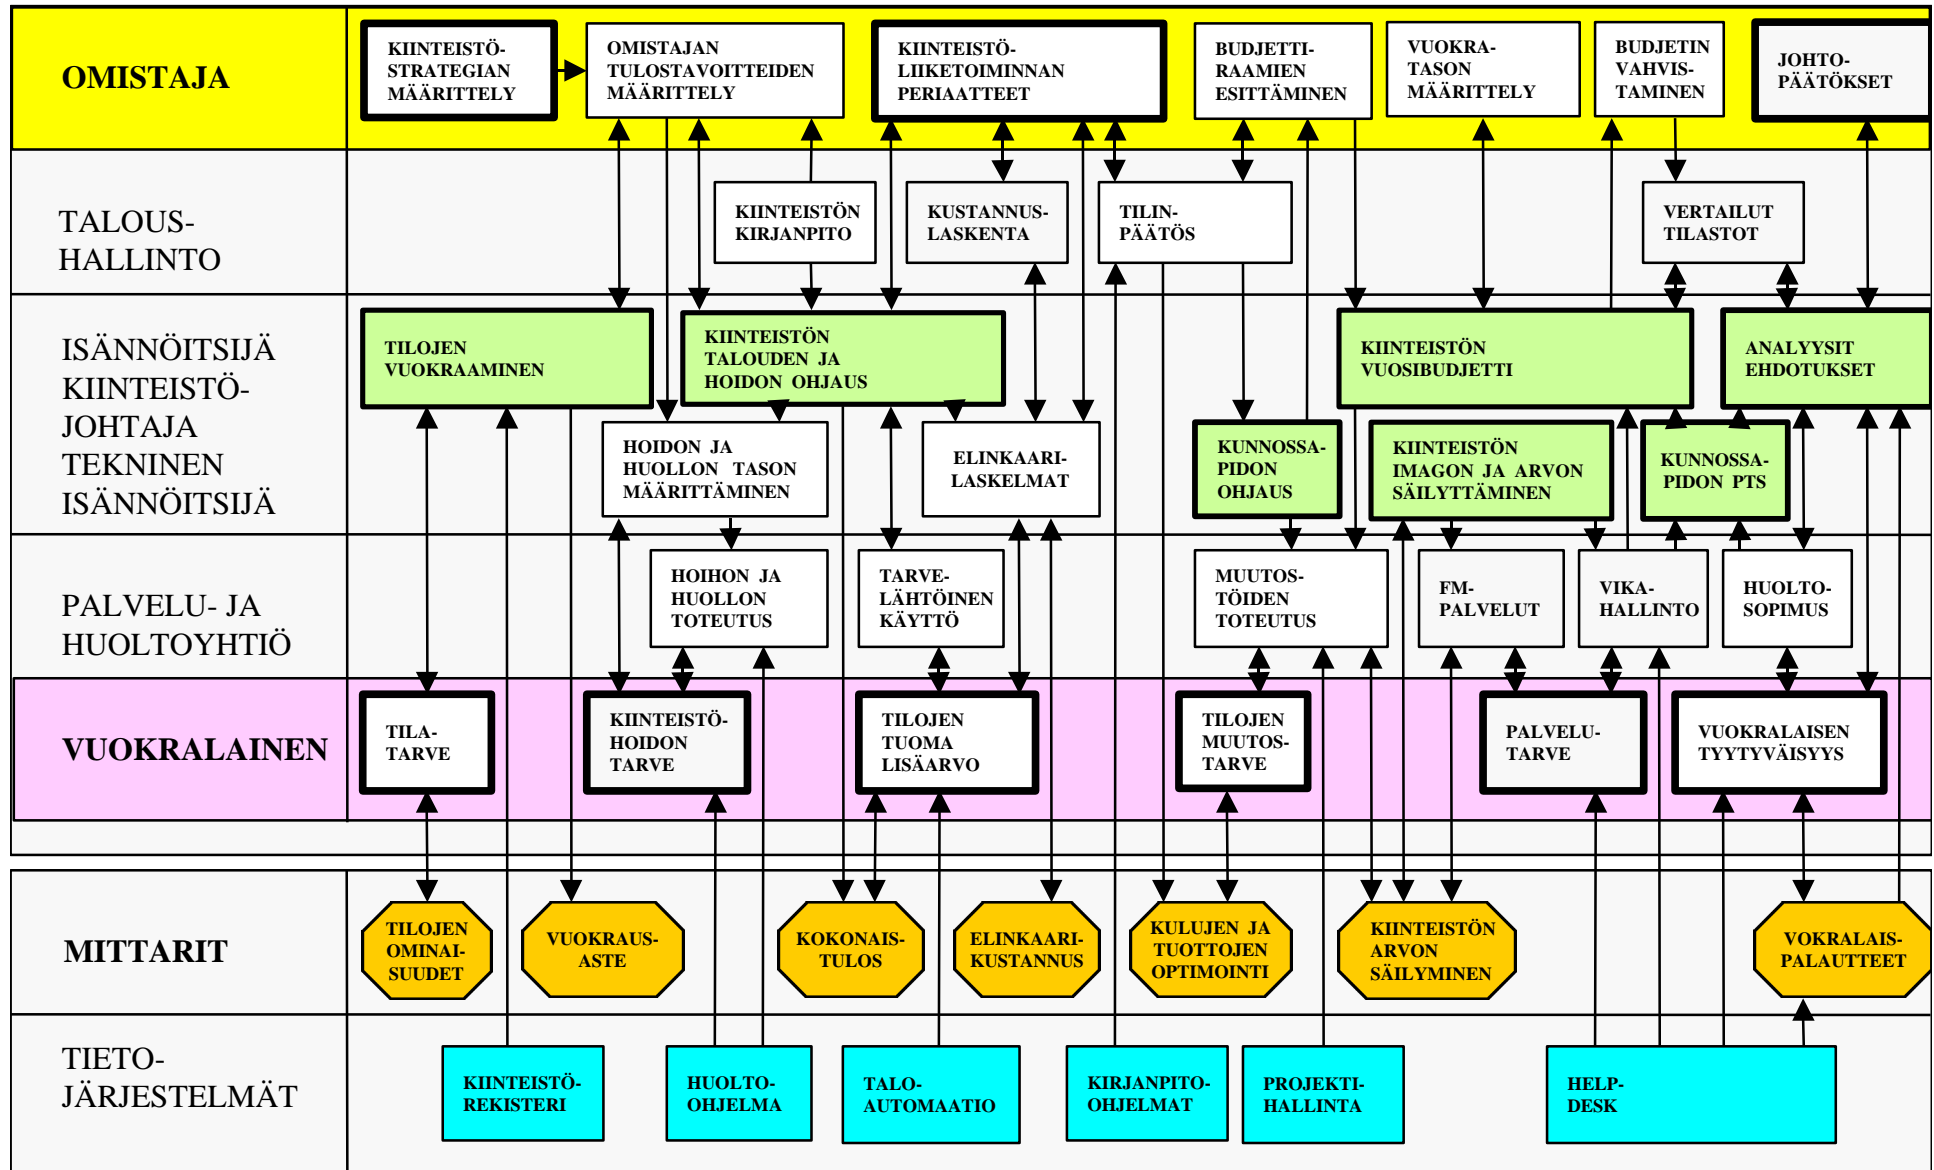 OMISTAJA
KIINTEISTÖ-
STRATEGIAN
MÄÄRITTELY
OMISTAJAN
TULOSTAVOITTEIDEN
MÄÄRITTELY
KIINTEISTÖ-
LIIKETOIMINNAN
PERIAATTEET
BUDJETTI-
RAAMIEN
ESITTÄMINEN
VUOKRA-
TASON
MÄÄRITTELY
BUDJETIN
VAHVIS-
TAMINEN
JOHTO-
PÄÄTÖKSET
TALOUS-
HALLINTO
KIINTEISTÖN
KIRJANPITO
KUSTANNUS-
LASKENTA
TILIN-
PÄÄTÖS
VERTAILUT
TILASTOT
ISÄNNÖITSIJÄ
KIINTEISTÖ-
JOHTAJA
TEKNINEN
ISÄNNÖITSIJÄ
TILOJEN
VUOKRAAMINEN
KIINTEISTÖN
TALOUDEN JA
HOIDON OHJAUS
KIINTEISTÖN
VUOSIBUDJETTI
ANALYYSIT
EHDOTUKSET
HOIDON JA
HUOLLON TASON
MÄÄRITTÄMINEN
ELINKAARI-
LASKELMAT
KUNNOSSA-
PIDON
OHJAUS
KIINTEISTÖN
IMAGON JA ARVON
SÄILYTTÄMINEN
KUNNOSSA-
PIDON PTS
PALVELU- JA
HUOLTOYHTIÖ
HOIHON JA
HUOLLON
TOTEUTUS
TARVE-
LÄHTÖINEN
KÄYTTÖ
MUUTOS-
TÖIDEN
TOTEUTUS
FM-
PALVELUT
VIKA-
HALLINTO
HUOLTO-
SOPIMUS
VUOKRALAINEN
TILA-
TARVE
KIINTEISTÖ-
HOIDON
TARVE
TILOJEN
TUOMA
LISÄARVO
TILOJEN
MUUTOS-
TARVE
PALVELU-
TARVE
VUOKRALAISEN
TYYTYVÄISYYS
MITTARIT
TILOJEN
OMINAI-
SUUDET
VUOKRAUS-
ASTE
KOKONAIS-
TULOS
ELINKAARI-
KUSTANNUS
KULUJEN JA
TUOTTOJEN
OPTIMOINTI
KIINTEISTÖN
ARVON
SÄILYMINEN
VOKRALAIS-
PALAUTTEET
TIETO-
JÄRJESTELMÄT
KIINTEISTÖ-
REKISTERI
HUOLTO-
OHJELMA
TALO-
AUTOMAATIO
KIRJANPITO-
OHJELMAT
PROJEKTI-
HALLINTA
HELP-
DESK